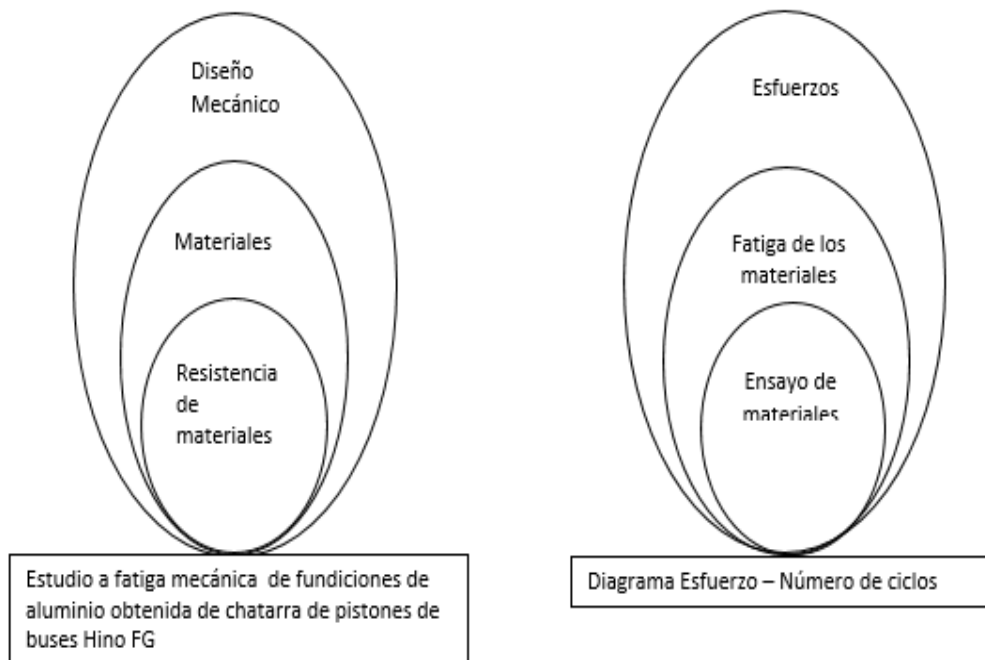 Diseño
Mecánico
Materiales
Resistencia
de
materiales
Estudio a fatiga mecánica de fundiciones de
aluminio obtenida de chatarra de pistones de
buses Hino FG
Esfuerzos
Fatiga de los
materiales
Ensayo de
materiales
Diagrama Esfuerzo – Número de ciclos